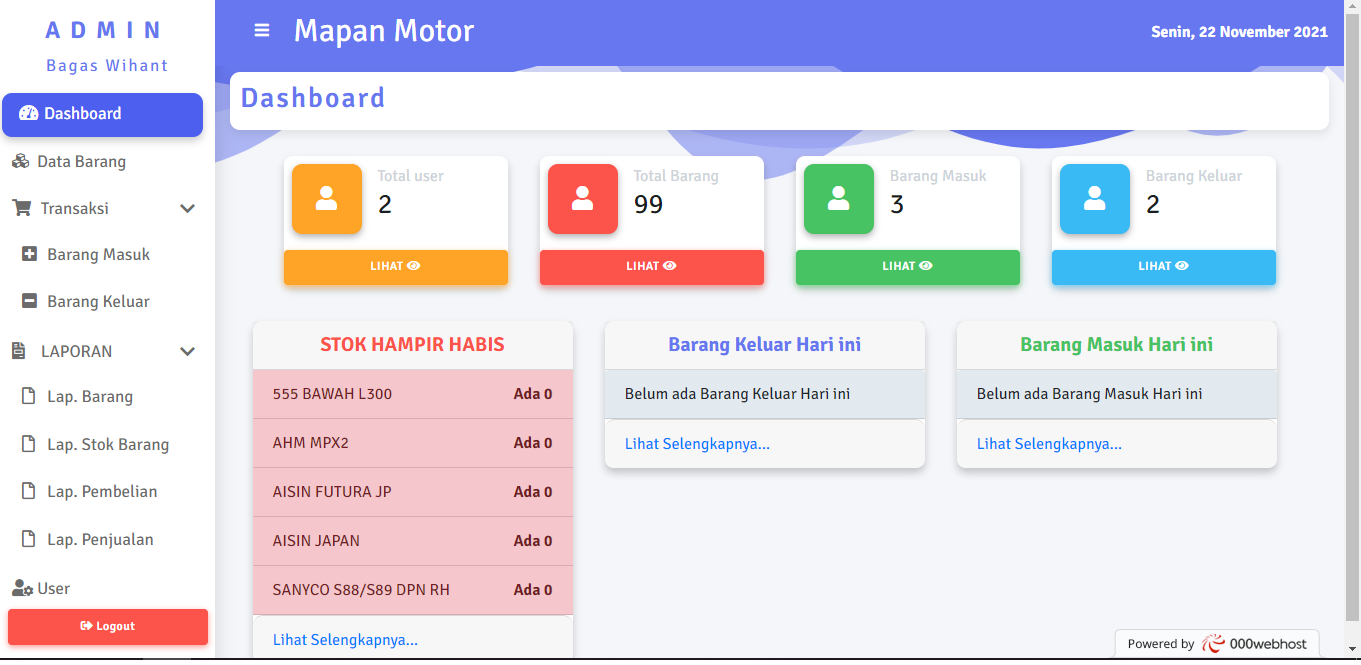 ADMIN
Bagas Wihant
Dashboard
Data Barang
Transaksi
Barang Masuk
Barang Keluar
LAPORAN
Lap. Barang
Lap. Stok Barang
Lap. Pembelian
Lap. Penjualan
User
Logout
Mapan Motor
Senin, 22 November 2021
Dashboard
Total user
2
LIHAT
Total Barang
99
LIHAT
Barang Masuk
3
LIHAT
Barang Keluar
2
LIHAT
STOK HAMPIR HABIS
555 BAWAH L300 Ada 0
AHM MPX2 Ada 0
AISIN FUTURA JP Ada 0
AISIN JAPAN Ada 0
SANYCO S88/S89 DPN RH Ada 0
Lihat Selengkapnya...
Barang Keluar Hari ini
Belum ada Barang Keluar Hari ini
Lihat Selengkapnya...
Barang Masuk Hari ini
Belum ada Barang Masuk Hari ini
Lihat Selengkapnya...
Powered by 000webhost